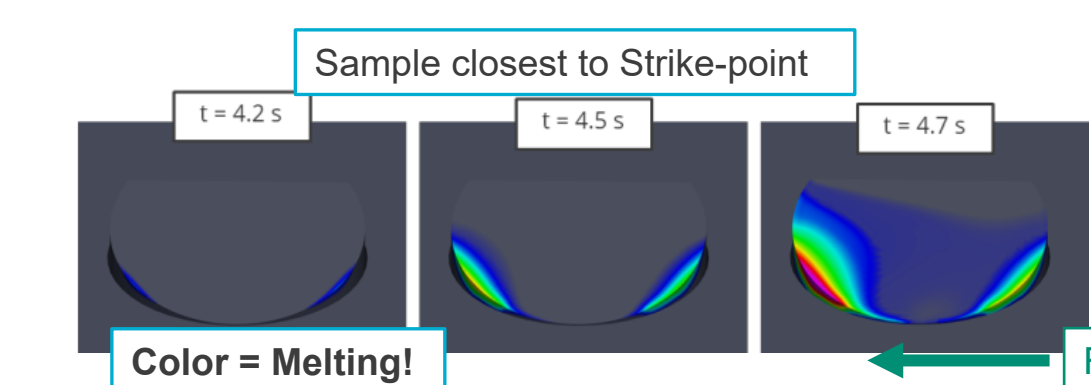 Sample closest to Strike-point
t = 4.2 s
t = 4.5 s
t = 4.7 s
Color = Melting!